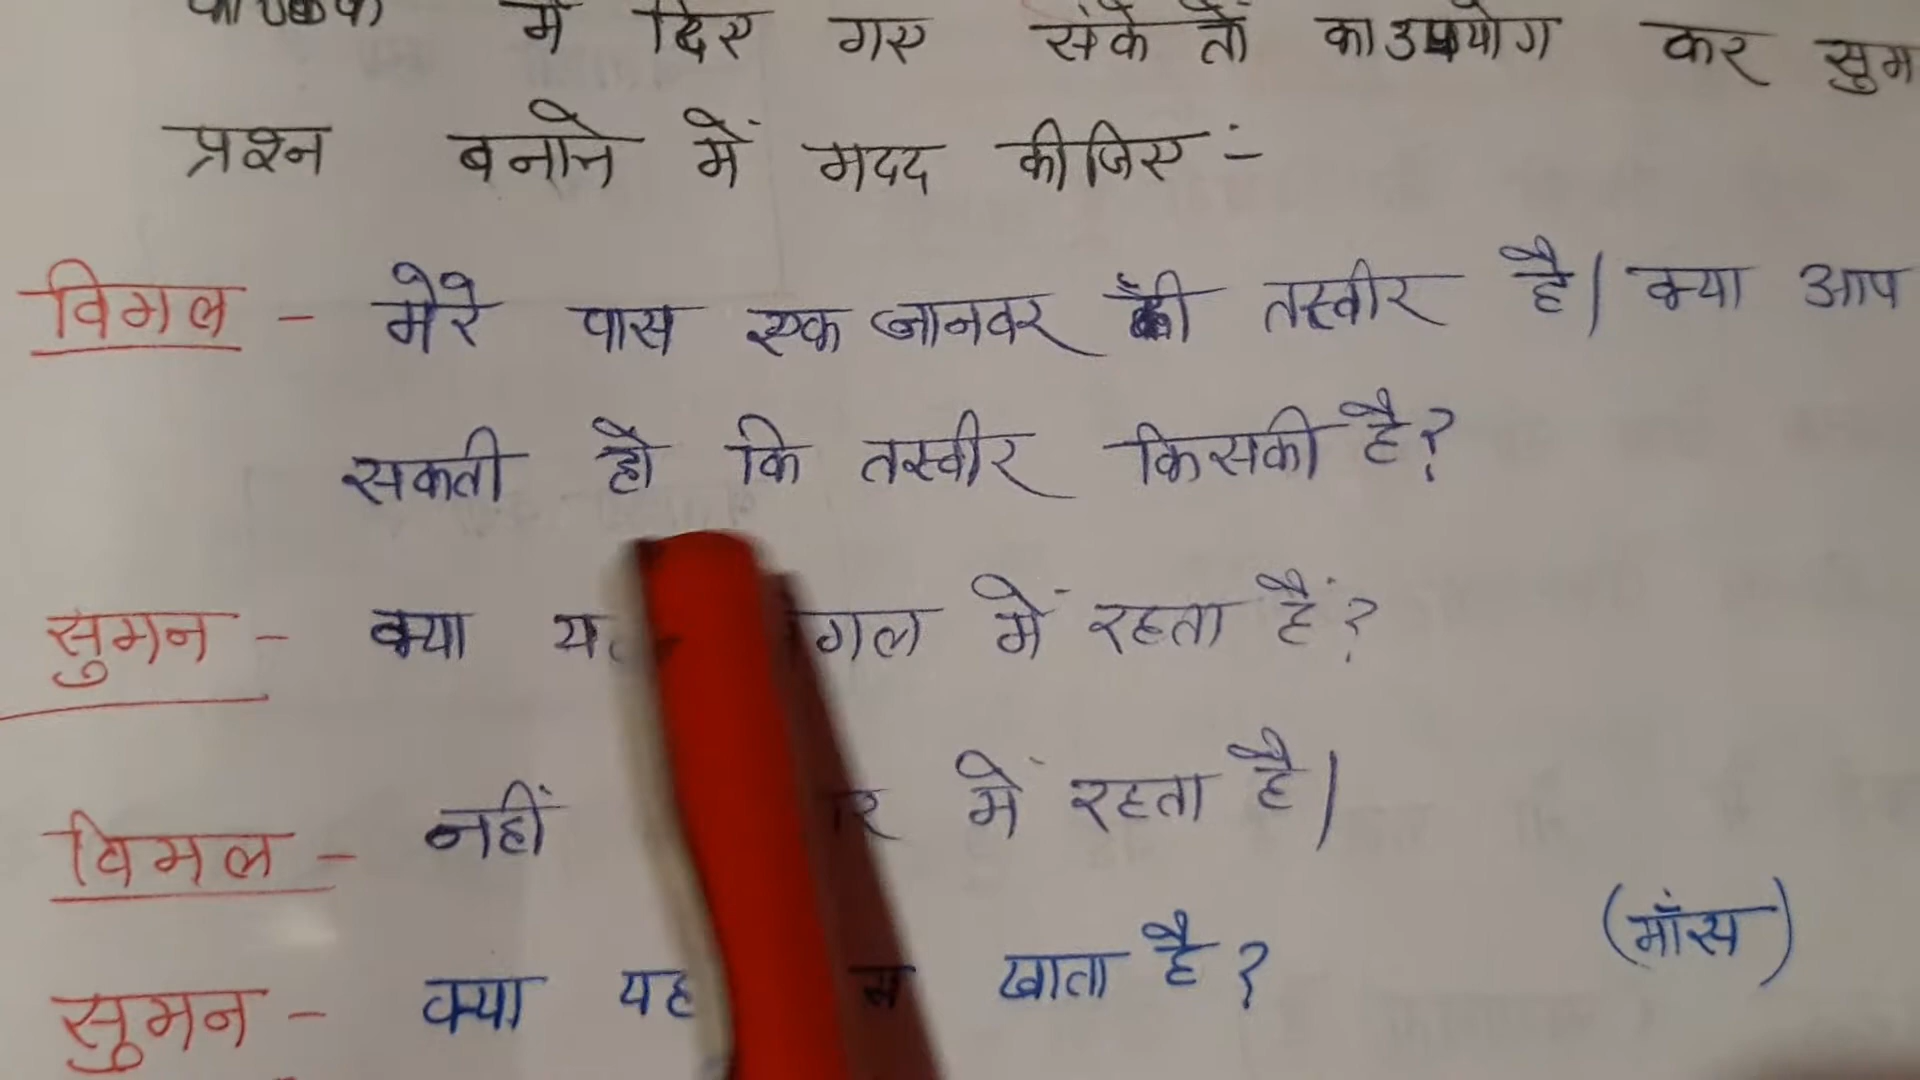 में दिए गए संकेतों का उपयोग कर
प्रश्न बनाने में मदद कीजिए :-
विमल - मेरे पास एक जानवर की तस्वीर है। क्या आप
सकती हो कि तस्वीर किसकी है?
सुमन - क्या में रहता है?
विमल - नहीं में रहता है।
(माँस)
सुमन - क्या यह खाता है?